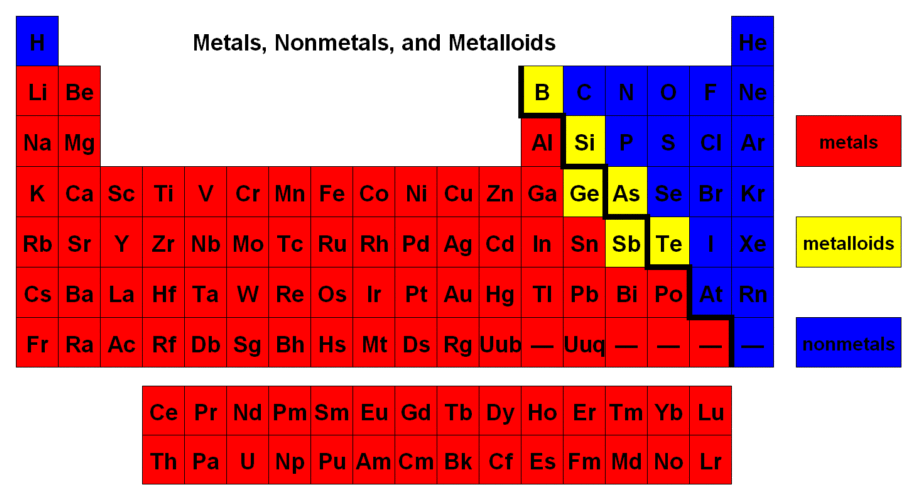 H Metals, Nonmetals, and Metalloids He
Li Be B C N O F Ne
Na Mg Al Si P S Cl Ar metals
K Ca Sc Ti V Cr Mn Fe Co Ni Cu Zn Ga Ge As Se Br Kr
Rb Sr Y Zr Nb Mo Tc Ru Rh Pd Ag Cd In Sn Sb Te I Xe metalloids
Cs Ba La Hf Ta W Re Os Ir Pt Au Hg Tl Pb Bi Po At Rn
Fr Ra Ac Rf Db Sg Bh Hs Mt Ds Rg Uub — Uuq — — — — nonmetals
Ce Pr Nd Pm Sm Eu Gd Tb Dy Ho Er Tm Yb Lu
Th Pa U Np Pu Am Cm Bk Cf Es Fm Md No Lr